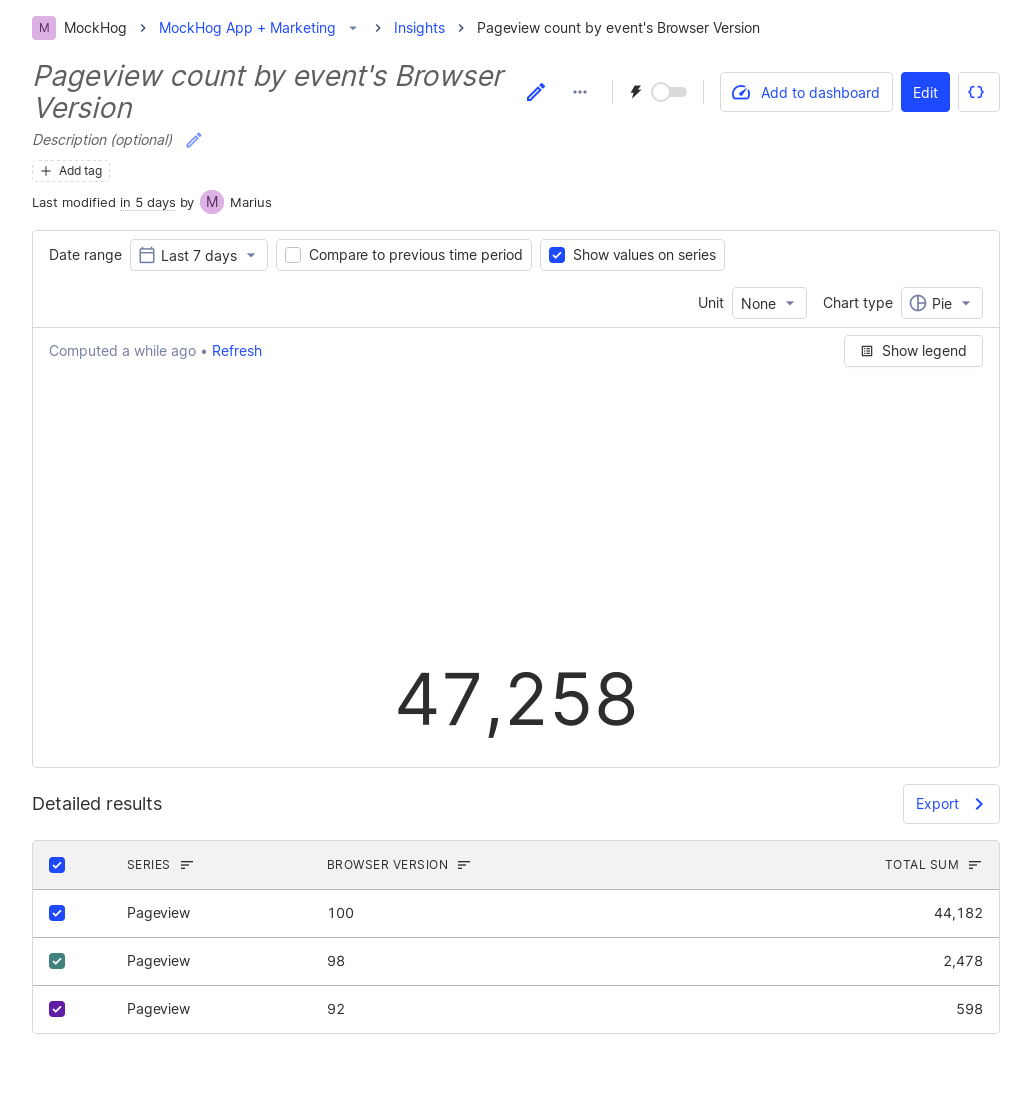 M MockHog MockHog App + Marketing Insights Pageview count by event's Browser Version
Pageview count by event's Browser
Version
Add to dashboard Edit
Description (optional)
Add tag
Last modified in 5 days by M Marius
Date range Last 7 days Compare to previous time period Show values on series
Unit None Chart type Pie
Computed a while ago • Refresh Show legend
47,258
Detailed results Export
SERIES BROWSER VERSION TOTAL SUM
Pageview 100 44,182
Pageview 98 2,478
Pageview 92 598